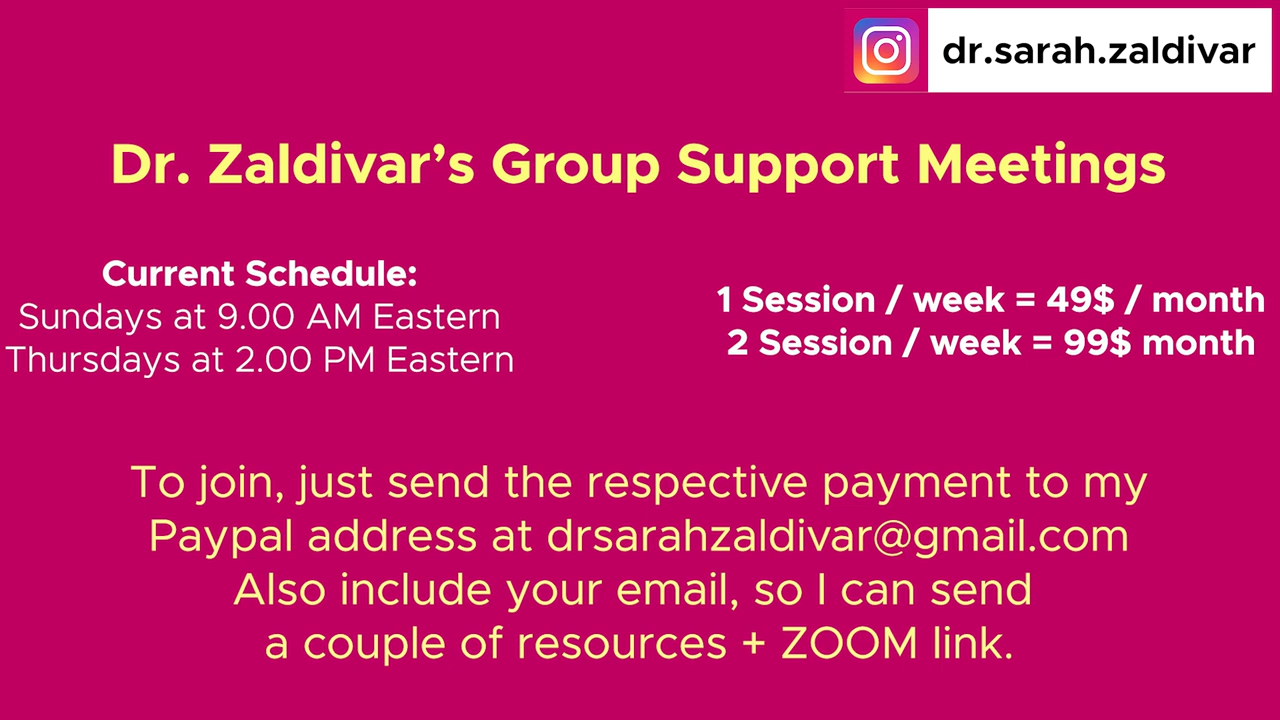 dr.sarah.zaldivar
Dr. Zaldivar’s Group Support Meetings
Current Schedule:
Sundays at 9.00 AM Eastern
Thursdays at 2.00 PM Eastern
1 Session / week = 49$ / month
2 Session / week = 99$ month
To join, just send the respective payment to my
Paypal address at drsarahzaldivar@gmail.com
Also include your email, so I can send
a couple of resources + ZOOM link.